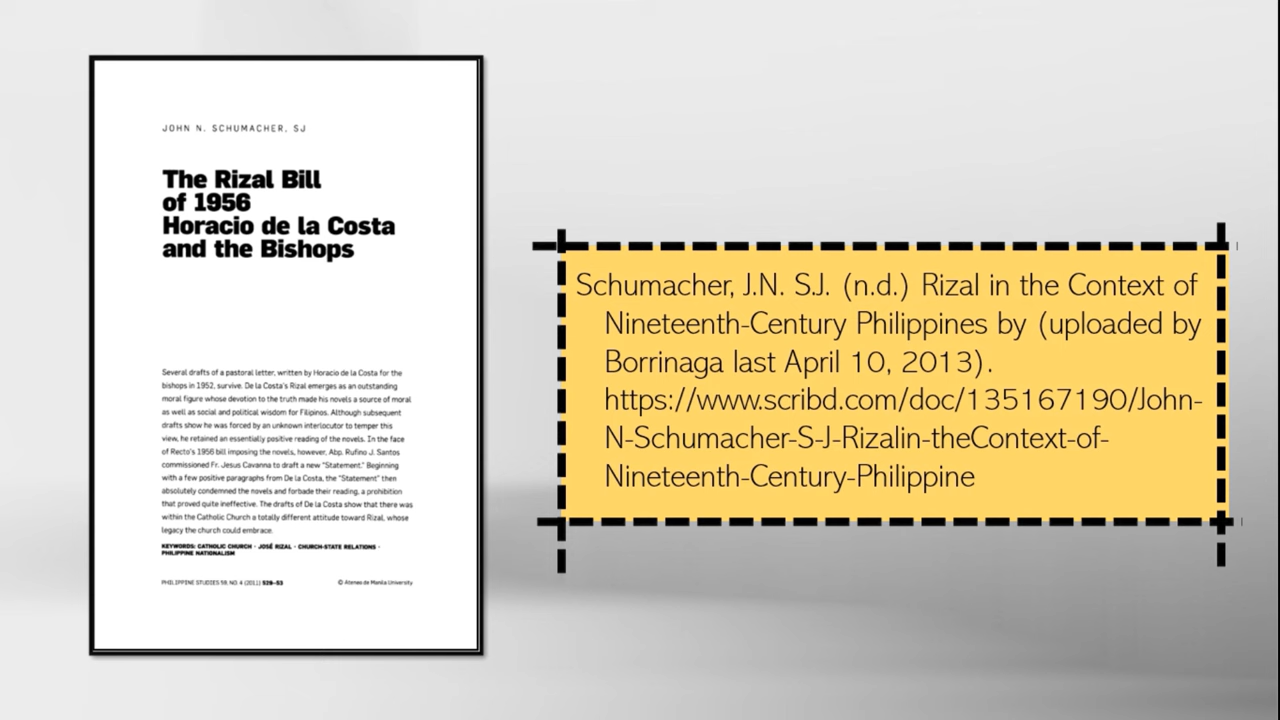 JOHN N. SCHUMACHER, SJ
The Rizal Bill
of 1956
Horacio de la Costa
and the Bishops
Several drafts of a pastoral letter, written by Horacio de la Costa for the
bishops in 1952, survive. De la Costa's Rizal emerges as an outstanding
moral figure whose devotion to the truth made his novels a source of moral
as well as social and political wisdom for Filipinos. Although subsequent
drafts show he was forced by an unknown interlocutor to temper this
view, he retained an essentially positive reading of the novels. In the face
of Recto's 1956 bill imposing the novels, however, Abp. Rufino J. Santos
commissioned Fr. Jesus Cavanna to draft a new "Statement." Beginning
with a few positive paragraphs from De la Costa, the "Statement" then
absolutely condemned the novels and forbade their reading, a prohibition
that proved quite ineffective. The drafts of De la Costa show that there was
within the Catholic Church a totally different attitude toward Rizal, whose
legacy the church could embrace.
KEYWORDS: CATHOLIC CHURCH · JOSÉ RIZAL · CHURCH-STATE RELATIONS ·
PHILIPPINE NATIONALISM
PHILIPPINE STUDIES 59, NO. 4 (2011) 529–53 © Ateneo de Manila University
Schumacher, J.N. S.J. (n.d.) Rizal in the Context of
Nineteenth-Century Philippines by (uploaded by
Borrinaga last April 10, 2013).
https://www.scribd.com/doc/135167190/John-
N-Schumacher-S-J-Rizalin-theContext-of-
Nineteenth-Century-Philippine